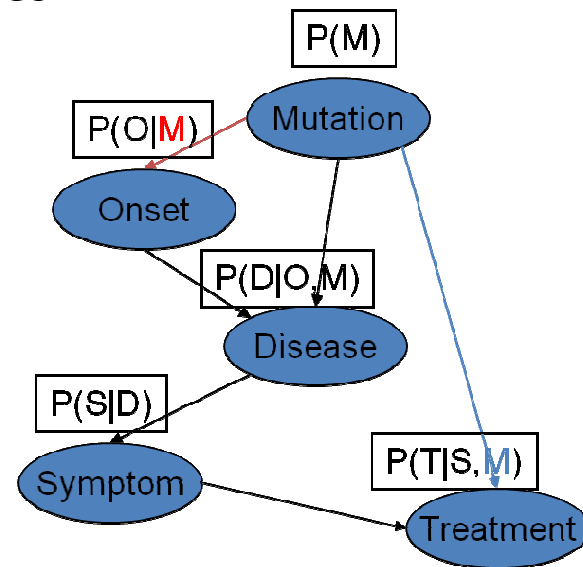 P(M)
Mutation
P(O|M)
Onset
P(D|O,M)
Disease
P(S|D)
Symptom
P(T|S,M)
Treatment